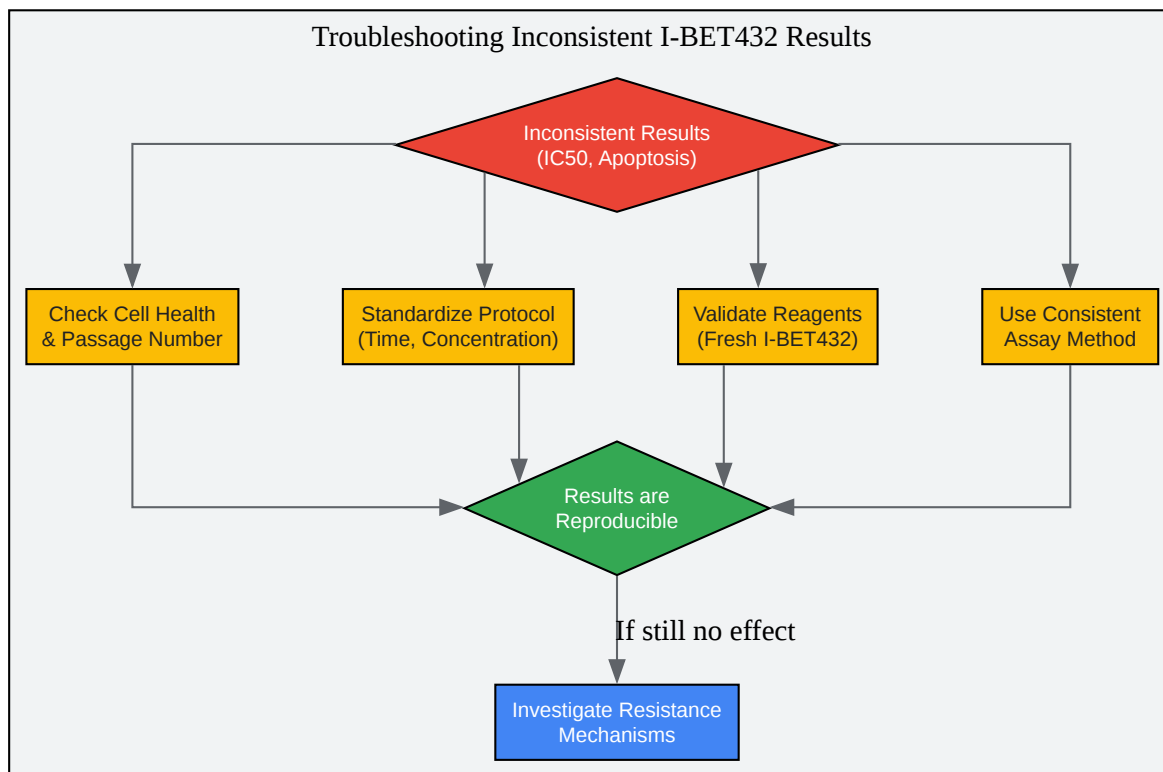 Troubleshooting Inconsistent I-BET432 Results
Inconsistent Results
(IC50, Apoptosis)
Check Cell Health
& Passage Number
Standardize Protocol
(Time, Concentration)
Validate Reagents
(Fresh I-BET432)
Use Consistent
Assay Method
Results are
Reproducible
If still no effect
Investigate Resistance
Mechanisms